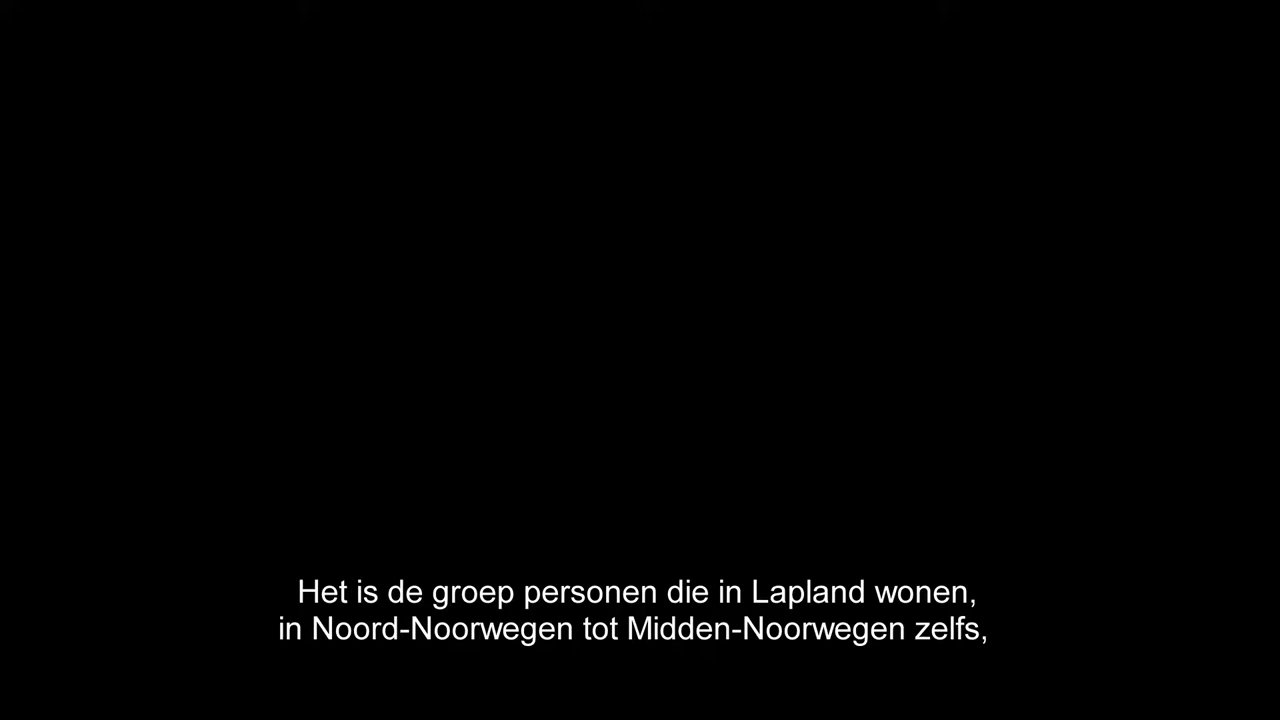 Het is de groep personen die in Lapland wonen,
in Noord-Noorwegen tot Midden-Noorwegen zelfs,